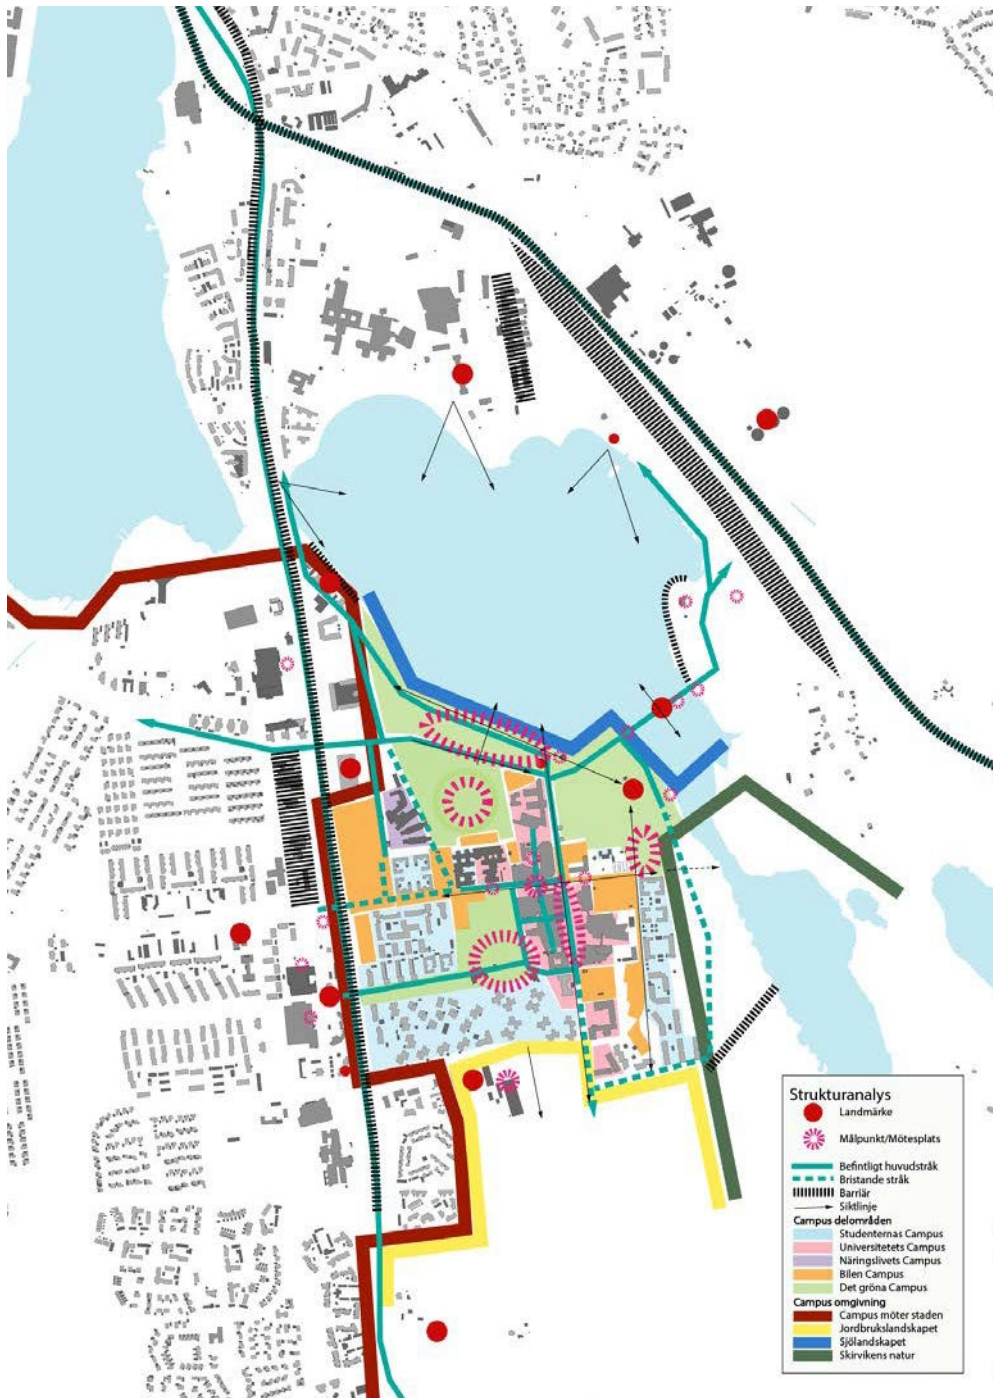 Strukturanalys
Landmärke
Målpunkt/Mötesplats
Befintligt huvudstråk
Bristande stråk
Barriär
Siktlinje
Campus delområden
Studenternas Campus
Universitetets Campus
Näringslivets Campus
Bilen Campus
Det gröna Campus
Campus omgivning
Campus möter staden
Jordbrukslandskapet
Sjölandskapet
Skirvikens natur